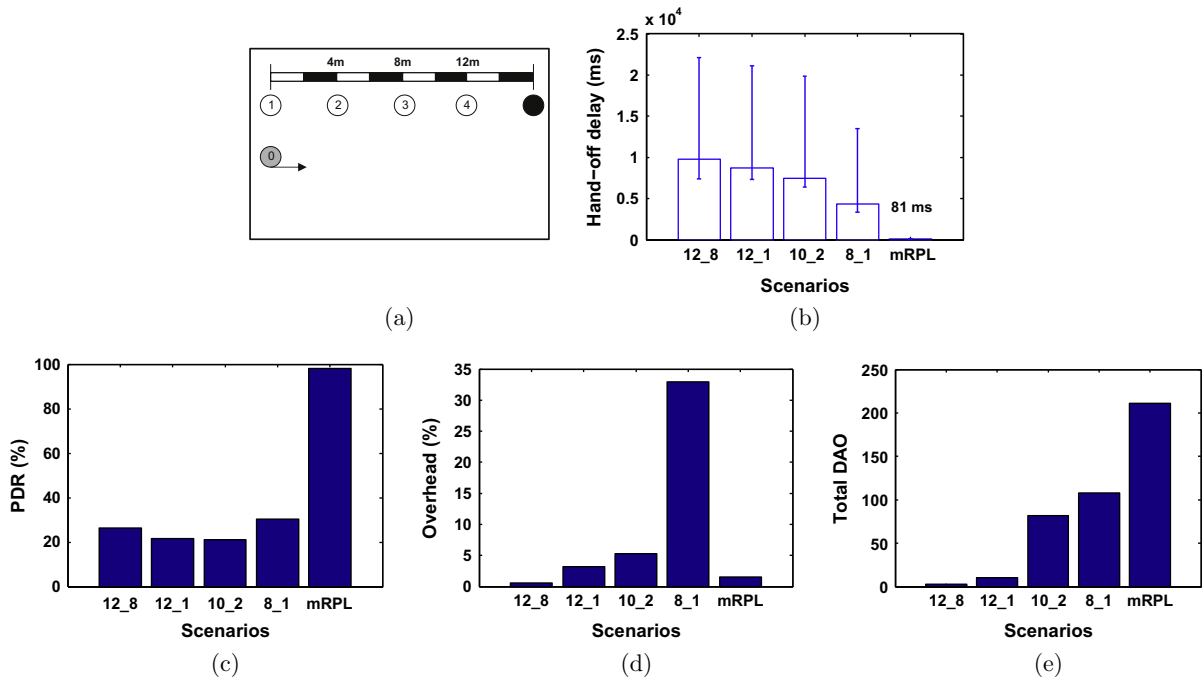 4m 8m 12m
1 2 3 4
0
(a)
x 10^4
Hand-off delay (ms)
2.5
2
1.5
1
0.5
0
81 ms
12_8 12_1 10_2 8_1 mRPL
Scenarios
(b)
PDR (%)
100
80
60
40
20
0
12_8 12_1 10_2 8_1 mRPL
Scenarios
(c)
Overhead (%)
35
30
25
20
15
10
5
0
12_8 12_1 10_2 8_1 mRPL
Scenarios
(d)
Total DAO
250
200
150
100
50
0
12_8 12_1 10_2 8_1 mRPL
Scenarios
(e)